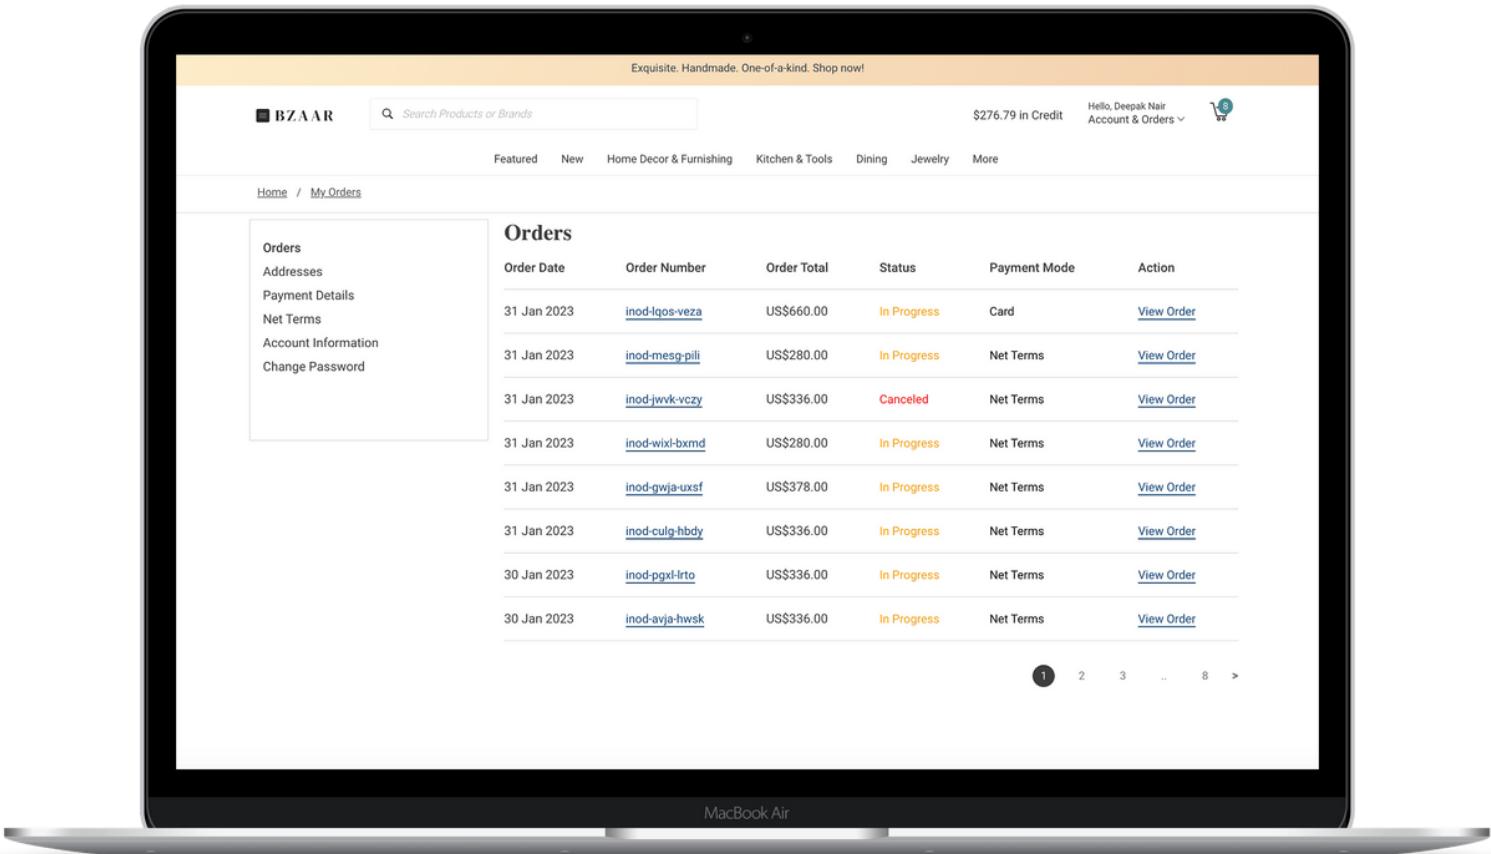 Exquisite. Handmade. One-of-a-kind. Shop now!
BZAAR
Search Products or Brands
$276.79 in Credit
Hello, Deepak Nair
Account & Orders
8
Featured New Home Decor & Furnishing Kitchen & Tools Dining Jewelry More
Home / My Orders
Orders
Addresses
Payment Details
Net Terms
Account Information
Change Password
Orders
Order Date Order Number Order Total Status Payment Mode Action
31 Jan 2023 inod-lqos-veza US$660.00 In Progress Card View Order
31 Jan 2023 inod-mesg-pili US$280.00 In Progress Net Terms View Order
31 Jan 2023 inod-jwvk-vczy US$336.00 Canceled Net Terms View Order
31 Jan 2023 inod-wixl-bxmd US$280.00 In Progress Net Terms View Order
31 Jan 2023 inod-gwja-uxsf US$378.00 In Progress Net Terms View Order
31 Jan 2023 inod-culg-hbdy US$336.00 In Progress Net Terms View Order
30 Jan 2023 inod-pgxl-lrto US$336.00 In Progress Net Terms View Order
30 Jan 2023 inod-avja-hwsk US$336.00 In Progress Net Terms View Order
1 2 3 .. 8 >
MacBook Air